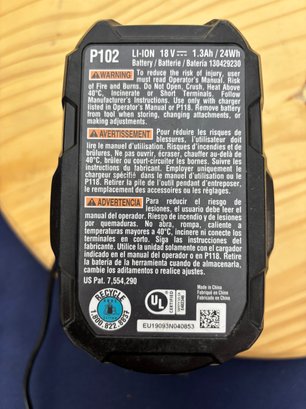 P102
LI-ION 18 V ⎓ 1.3Ah / 24Wh
Battery / Batterie / Batería 130429230
WARNING To reduce the risk of injury, user
must read Operator's Manual. Risk
of Fire and Burns. Do Not Open, Crush, Heat Above
40°C, Incinerate or Short Terminals. Follow
Manufacturer's Instructions. Use only with charger
listed in Operator's Manual or P118. Remove battery
from tool when storing, changing attachments, or
making adjustments.
AVERTISSEMENT Pour réduire les risques de
blessures, l'utilisateur doit
lire le manuel d'utilisation. Risques d'incendies et de
brûlures. Ne pas ouvrir, écraser, chauffer au-delà de
40°C, brûler ou court-circuiter les bornes. Suivre les
instructions du fabricant. Employer uniquement le
chargeur spécifié dans le manuel d'utilisation ou le
P118. Retirer la pile de l'outil pendant d'entreposer,
le remplacement des accessoires ou les réglages.
ADVERTENCIA Para reducir el riesgo de
lesiones, el usuario debe leer el
manual del operador. Riesgo de incendio y de lesiones
por quemaduras. No abra, rompa, caliente a
temperaturas mayores a 40°C, incinere ni conecte los
terminales en corto. Siga las instrucciones del
fabricante. Utilice la unidad solamente con el cargador
indicado en el manual del operador o en P118. Retire
la batería de la herramienta cuando la almacenarla,
cambie los aditamentos o realice ajustes.
US Pat. 7,554,290
RECYCLE
1.800.822.8837
UL
CERTIFIED
Made in China
Fabriqué en Chine
Fabricado en China
EU19093N040853